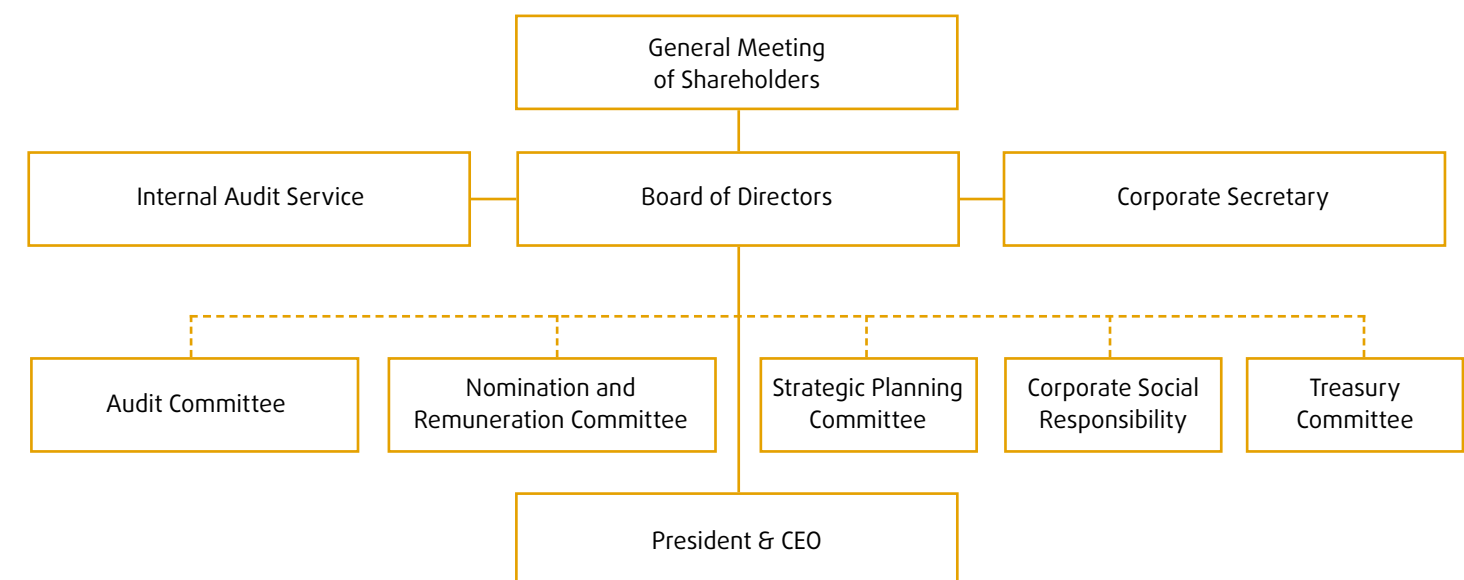 General Meeting
of Shareholders
Internal Audit Service
Board of Directors
Corporate Secretary
Audit Committee
Nomination and
Remuneration Committee
Strategic Planning
Committee
Corporate Social
Responsibility
Treasury
Committee
President & CEO